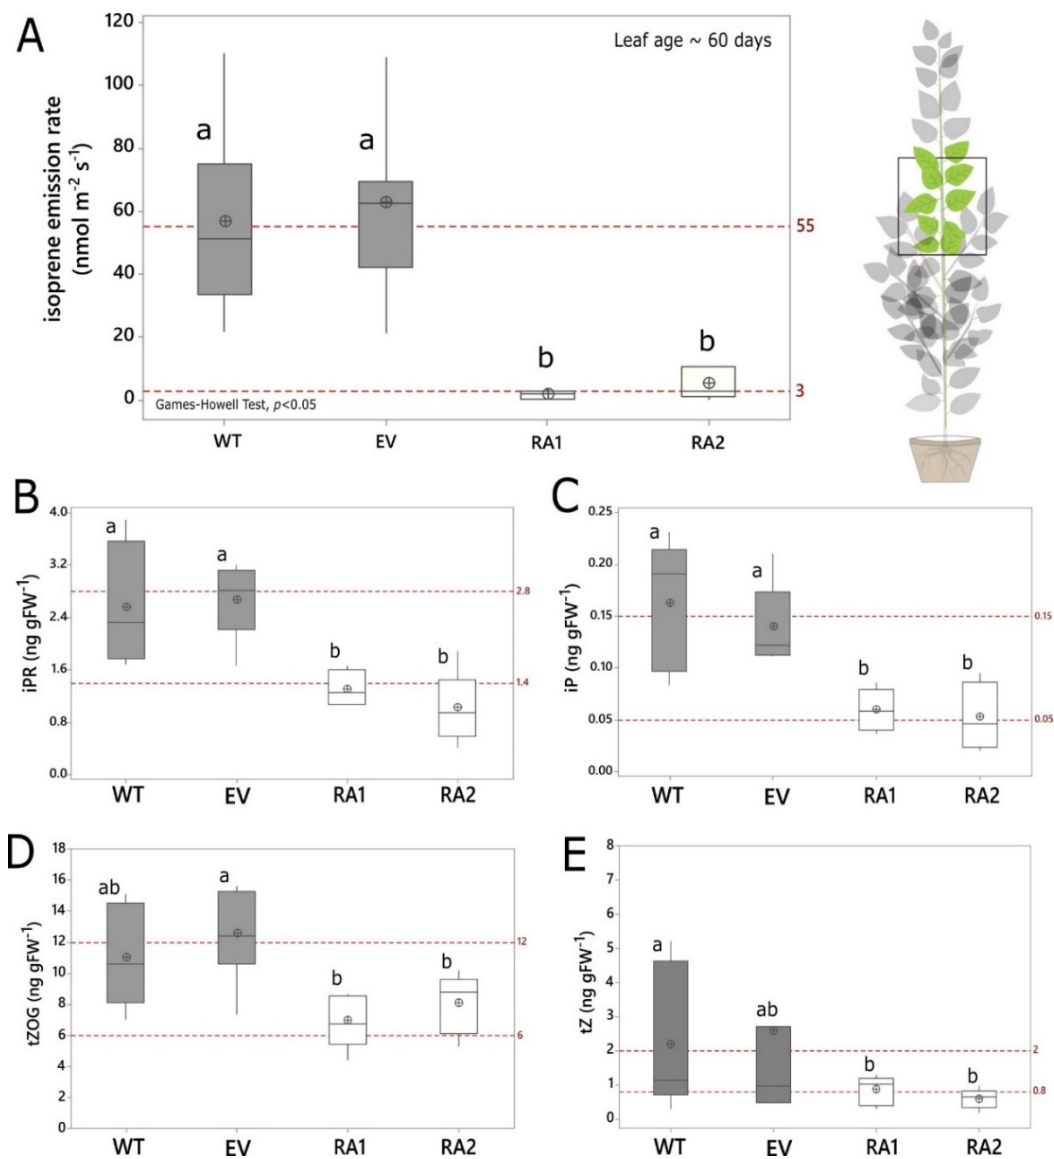 A
Leaf age ~ 60 days
isoprene emission rate
(nmol m⁻² s⁻¹)
120
100
80
60
40
20
0
a
a
b
b
55
3
Games-Howell Test, p<0.05
WT
EV
RA1
RA2
B
iPR (ng gFW⁻¹)
4.0
3.2
2.4
1.6
0.8
0.0
a
a
b
b
2.8
1.4
WT
EV
RA1
RA2
C
iP (ng gFW⁻¹)
0.25
0.20
0.15
0.10
0.05
0.00
a
a
b
b
0.15
0.05
WT
EV
RA1
RA2
D
tZOG (ng gFW⁻¹)
18
16
14
12
10
8
6
4
2
0
ab
a
b
b
12
6
WT
EV
RA1
RA2
E
tZ (ng gFW⁻¹)
8
7
6
5
4
3
2
1
0
a
ab
b
b
2
0.8
WT
EV
RA1
RA2